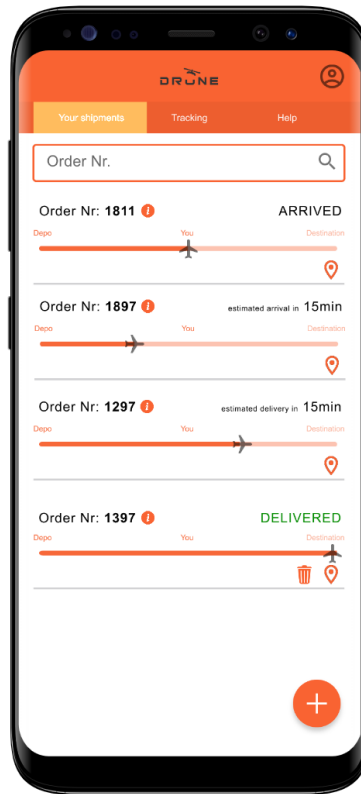 DRONE
Your shipments Tracking Help
Order Nr.
Order Nr: 1811 i ARRIVED
Depo You Destination
Order Nr: 1897 i estimated arrival in 15min
Depo You Destination
Order Nr: 1297 i estimated delivery in 15min
Depo You Destination
Order Nr: 1397 i DELIVERED
Depo You Destination